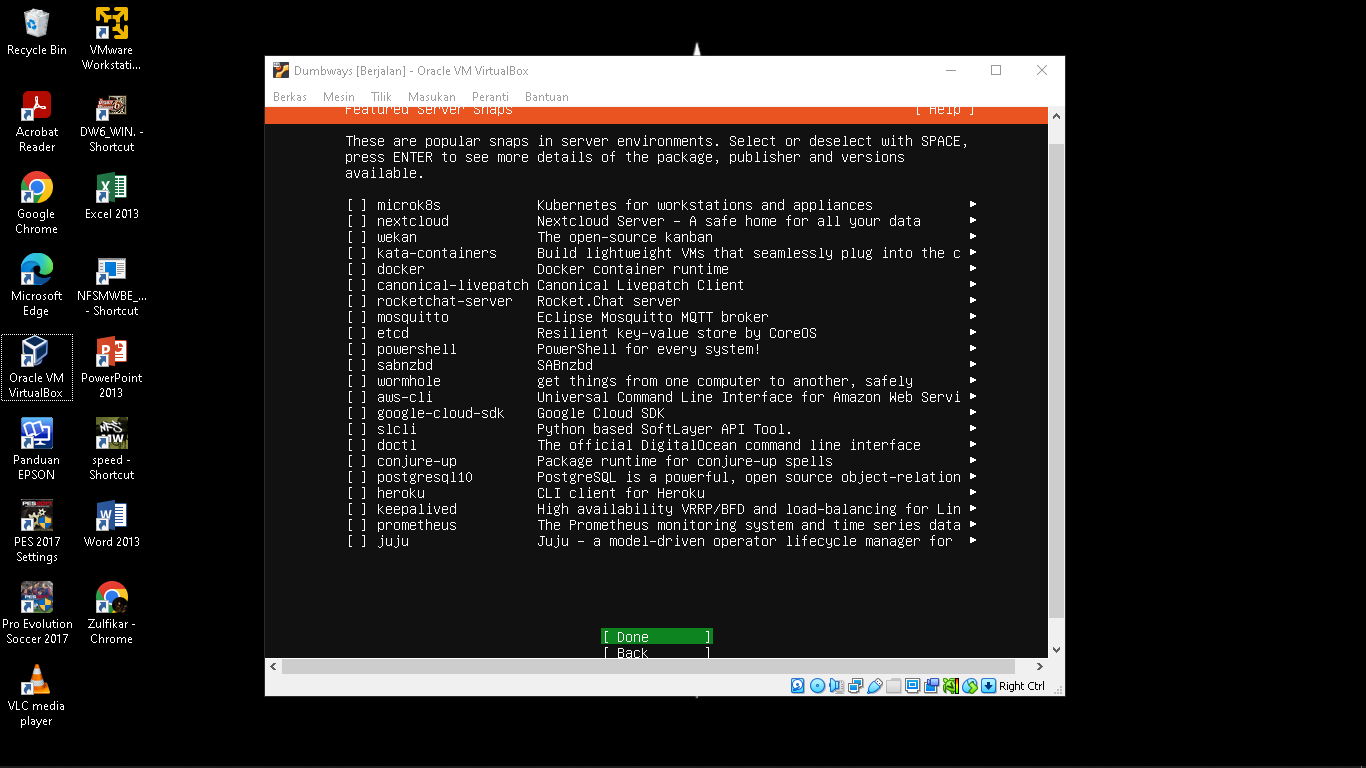 Recycle Bin
VMware
Workstati...
Acrobat
Reader
DW6_WIN. -
Shortcut
Google
Chrome
Excel 2013
Microsoft
Edge
NFSMWBE_...
- Shortcut
Oracle VM
VirtualBox
PowerPoint
2013
Panduan
EPSON
speed -
Shortcut
PES 2017
Settings
Word 2013
Pro Evolution
Soccer 2017
Zulfikar -
Chrome
VLC media
player
Dumbways [Berjalan] - Oracle VM VirtualBox
Berkas Mesin Tilik Masukan Peranti Bantuan
Featured Server Snaps [ Help ]
These are popular snaps in server environments. Select or deselect with SPACE,
press ENTER to see more details of the package, publisher and versions
available.
[ ] microk8s Kubernetes for workstations and appliances ▸
[ ] nextcloud Nextcloud Server - A safe home for all your data ▸
[ ] wekan The open-source kanban ▸
[ ] kata-containers Build lightweight VMs that seamlessly plug into the c ▸
[ ] docker Docker container runtime ▸
[ ] canonical-livepatch Canonical Livepatch Client ▸
[ ] rocketchat-server Rocket.Chat server ▸
[ ] mosquitto Eclipse Mosquitto MQTT broker ▸
[ ] etcd Resilient key-value store by CoreOS ▸
[ ] powershell PowerShell for every system! ▸
[ ] sabnzbd SABnzbd ▸
[ ] wormhole get things from one computer to another, safely ▸
[ ] aws-cli Universal Command Line Interface for Amazon Web Servi ▸
[ ] google-cloud-sdk Google Cloud SDK ▸
[ ] slcli Python based SoftLayer API Tool. ▸
[ ] doctl The official DigitalOcean command line interface ▸
[ ] conjure-up Package runtime for conjure-up spells ▸
[ ] postgresql10 PostgreSQL is a powerful, open source object-relation ▸
[ ] heroku CLI client for Heroku ▸
[ ] keepalived High availability VRRP/BFD and load-balancing for Lin ▸
[ ] prometheus The Prometheus monitoring system and time series data ▸
[ ] juju Juju - a model-driven operator lifecycle manager for ▸
[ Done ]
[ Back ]
Right Ctrl